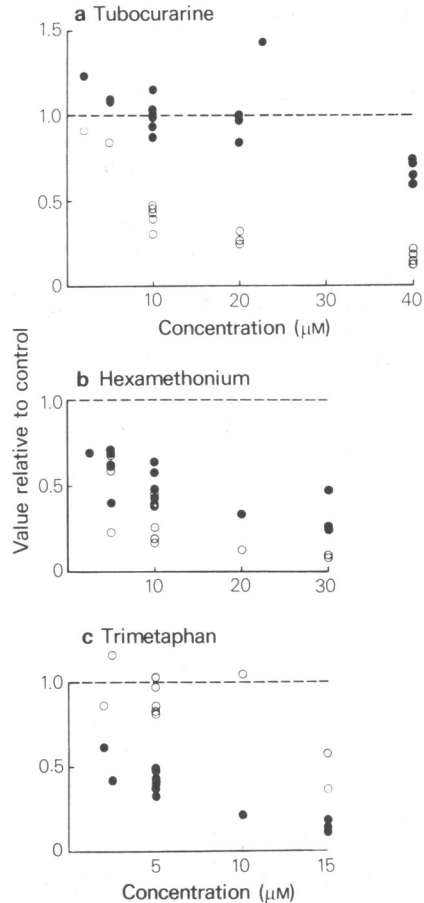 a Tubocurarine
1.5
1.0
0.5
0
10 20 30 40
Concentration (μM)
Value relative to control
b Hexamethonium
1.0
0.5
0
10 20 30
c Trimetaphan
1.0
0.5
0
5 10 15
Concentration (μM)